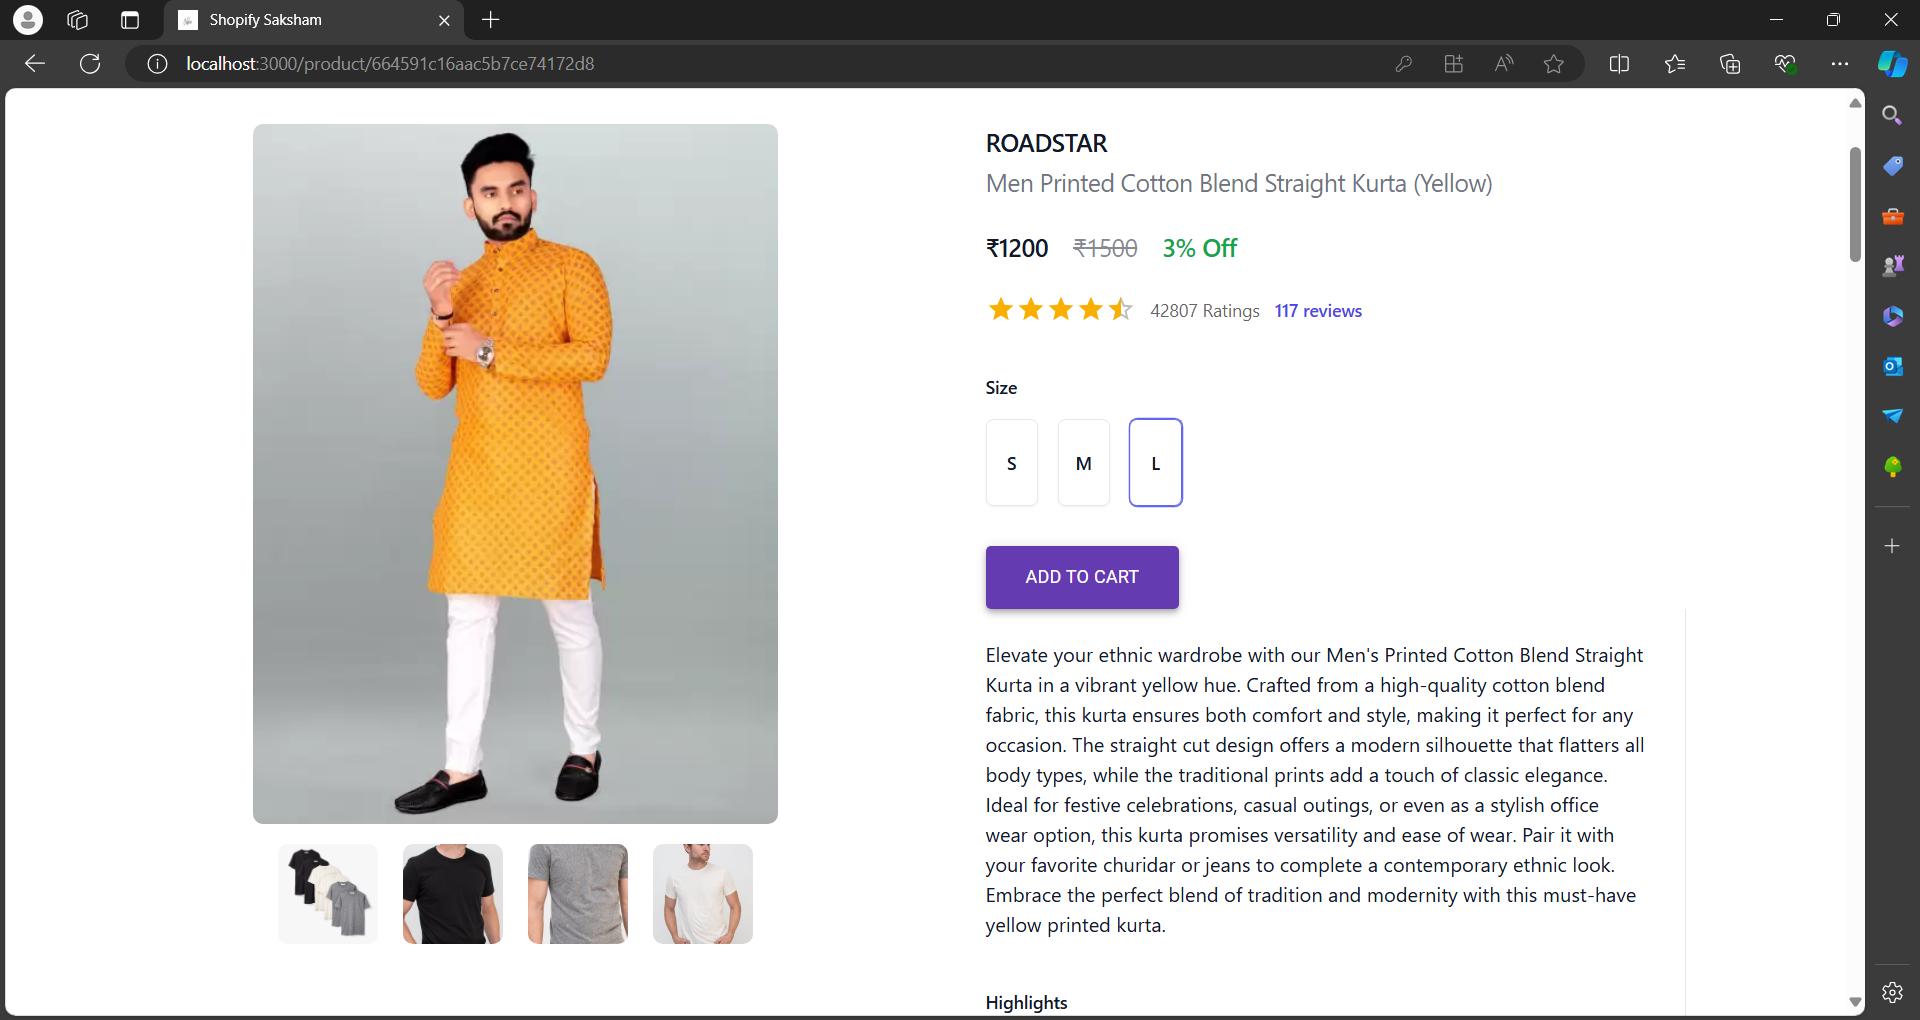 Shopify Saksham
localhost:3000/product/664591c16aac5b7ce74172d8
ROADSTAR
Men Printed Cotton Blend Straight Kurta (Yellow)
₹1200 ₹1500 3% Off
42807 Ratings 117 reviews
Size
S M L
ADD TO CART
Elevate your ethnic wardrobe with our Men's Printed Cotton Blend Straight
Kurta in a vibrant yellow hue. Crafted from a high-quality cotton blend
fabric, this kurta ensures both comfort and style, making it perfect for any
occasion. The straight cut design offers a modern silhouette that flatters all
body types, while the traditional prints add a touch of classic elegance.
Ideal for festive celebrations, casual outings, or even as a stylish office
wear option, this kurta promises versatility and ease of wear. Pair it with
your favorite churidar or jeans to complete a contemporary ethnic look.
Embrace the perfect blend of tradition and modernity with this must-have
yellow printed kurta.
Highlights